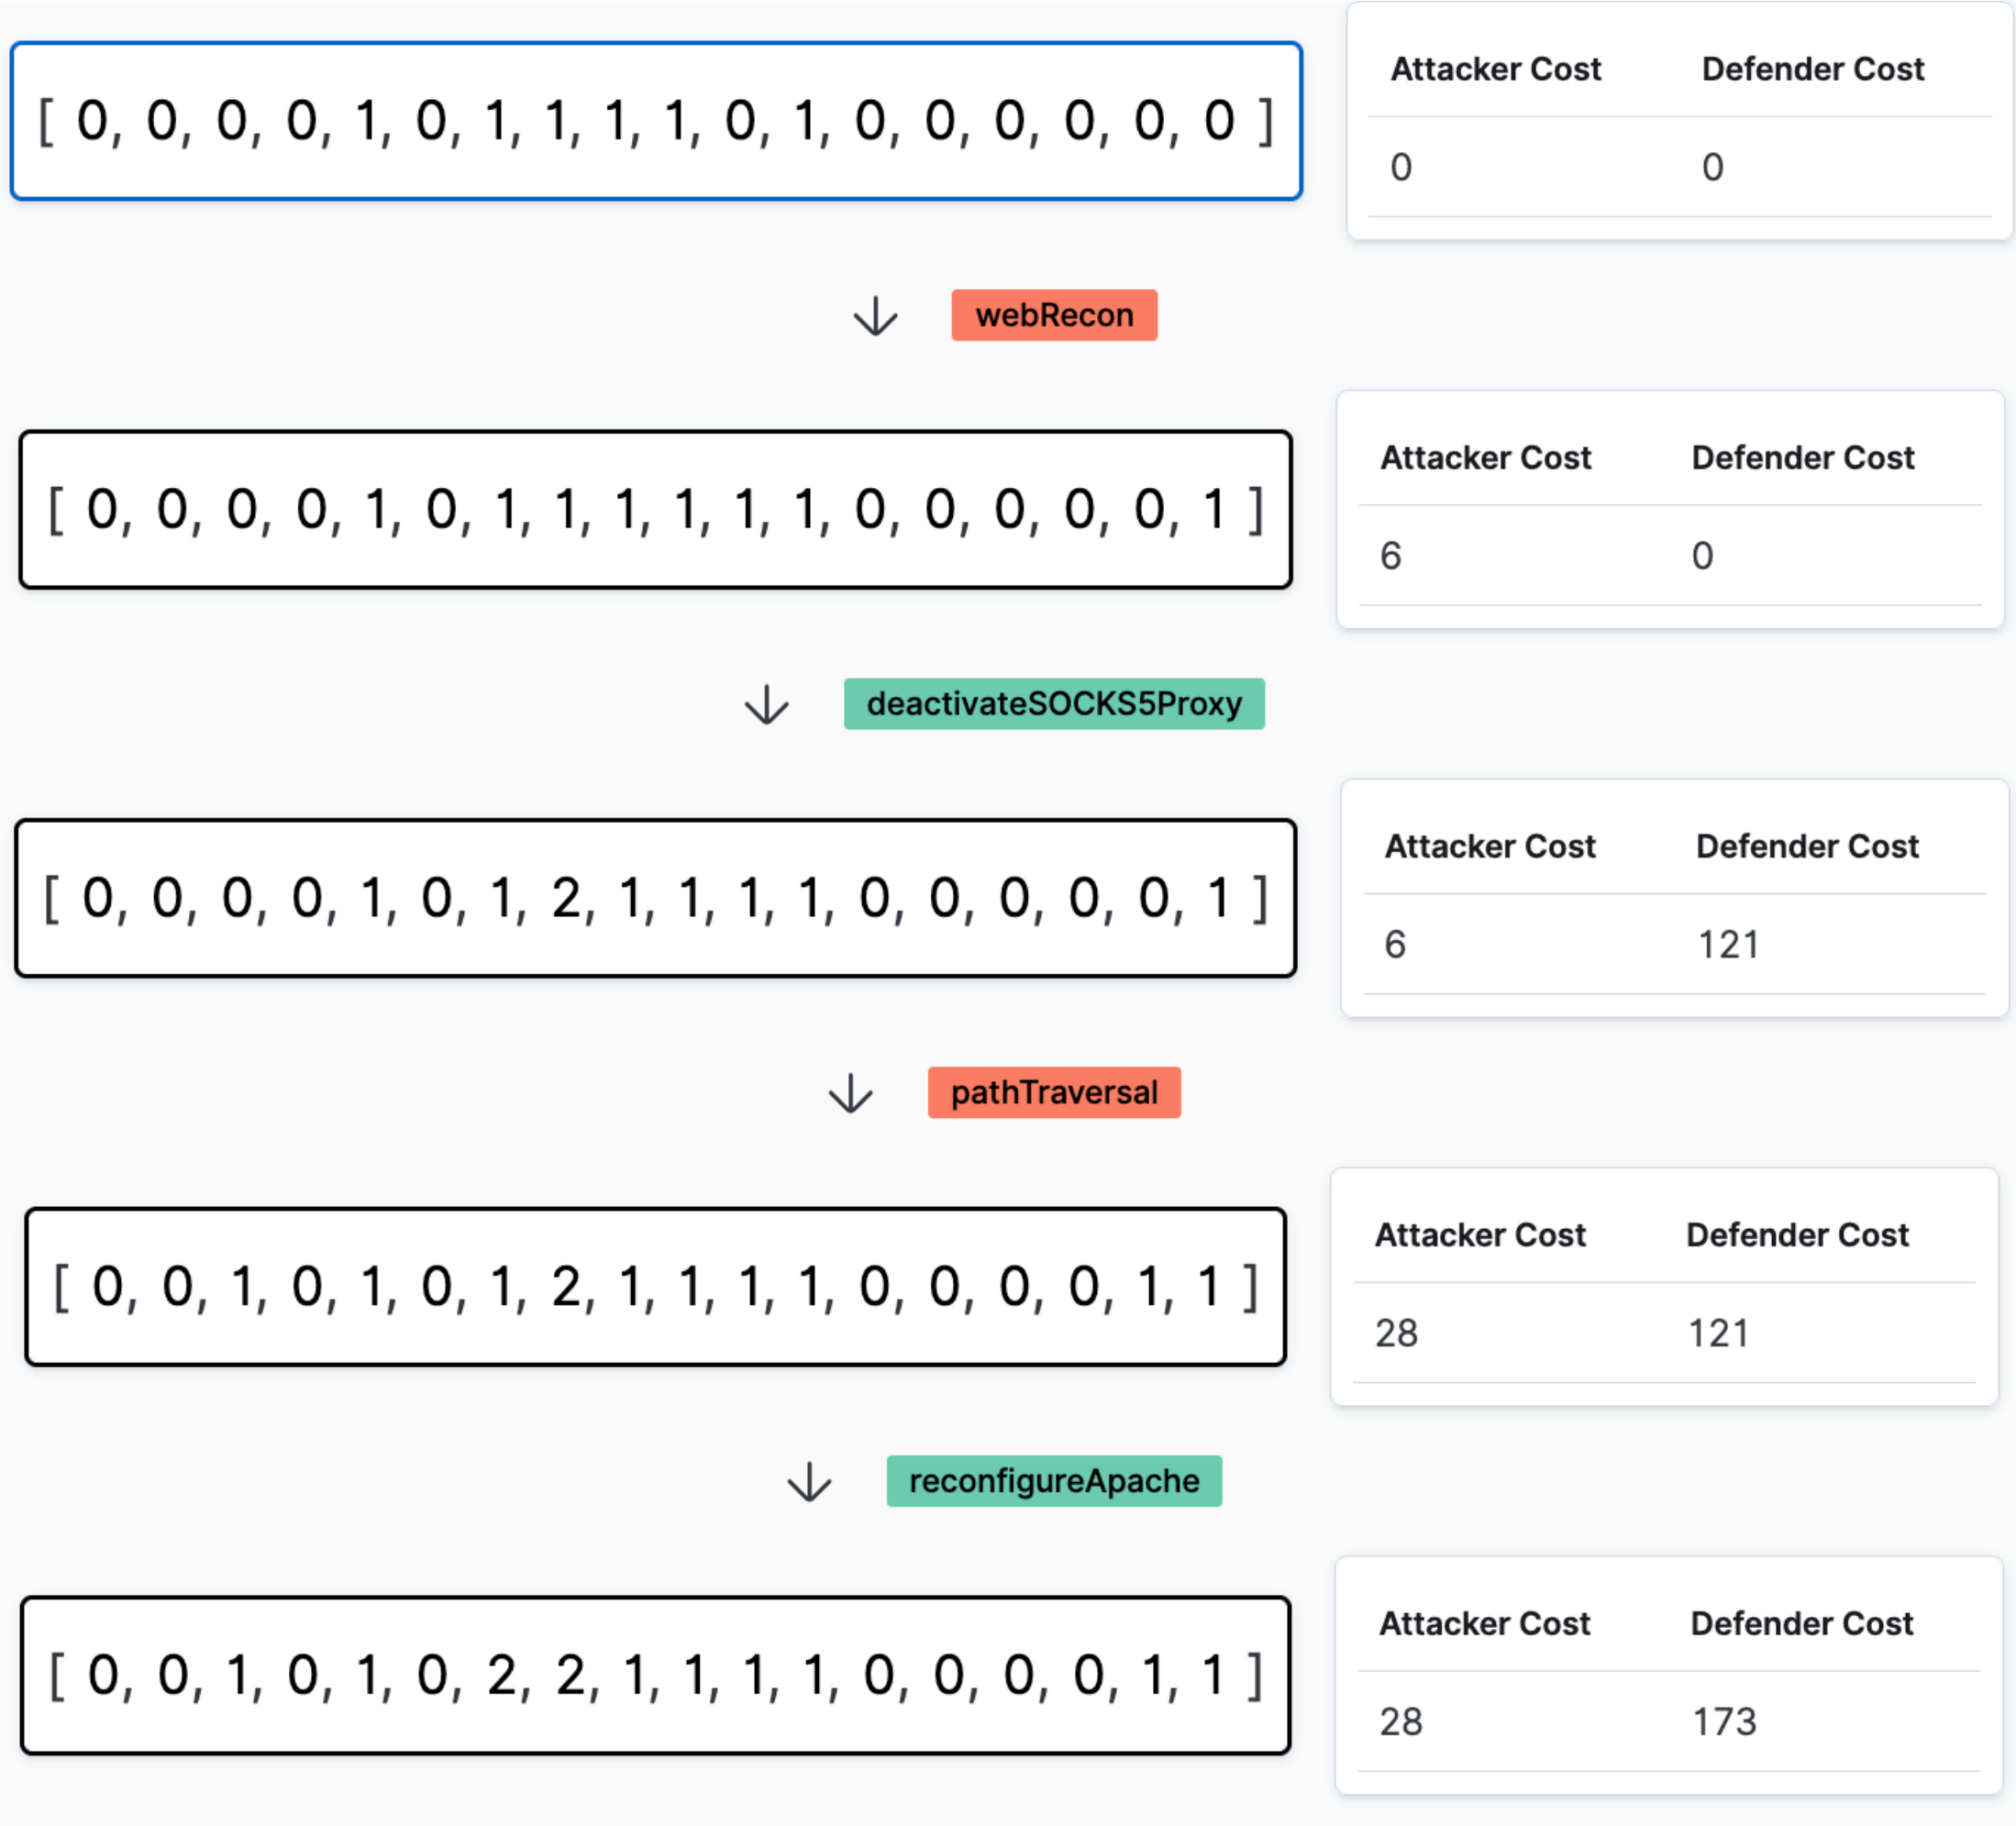 [ 0, 0, 0, 0, 1, 0, 1, 1, 1, 1, 0, 1, 0, 0, 0, 0, 0, 0 ]
Attacker Cost Defender Cost
0 0
webRecon
[ 0, 0, 0, 0, 1, 0, 1, 1, 1, 1, 1, 1, 0, 0, 0, 0, 0, 1 ]
Attacker Cost Defender Cost
6 0
deactivateSOCKS5Proxy
[ 0, 0, 0, 0, 1, 0, 1, 2, 1, 1, 1, 1, 0, 0, 0, 0, 0, 1 ]
Attacker Cost Defender Cost
6 121
pathTraversal
[ 0, 0, 1, 0, 1, 0, 1, 2, 1, 1, 1, 1, 0, 0, 0, 0, 1, 1 ]
Attacker Cost Defender Cost
28 121
reconfigureApache
[ 0, 0, 1, 0, 1, 0, 2, 2, 1, 1, 1, 1, 0, 0, 0, 0, 1, 1 ]
Attacker Cost Defender Cost
28 173